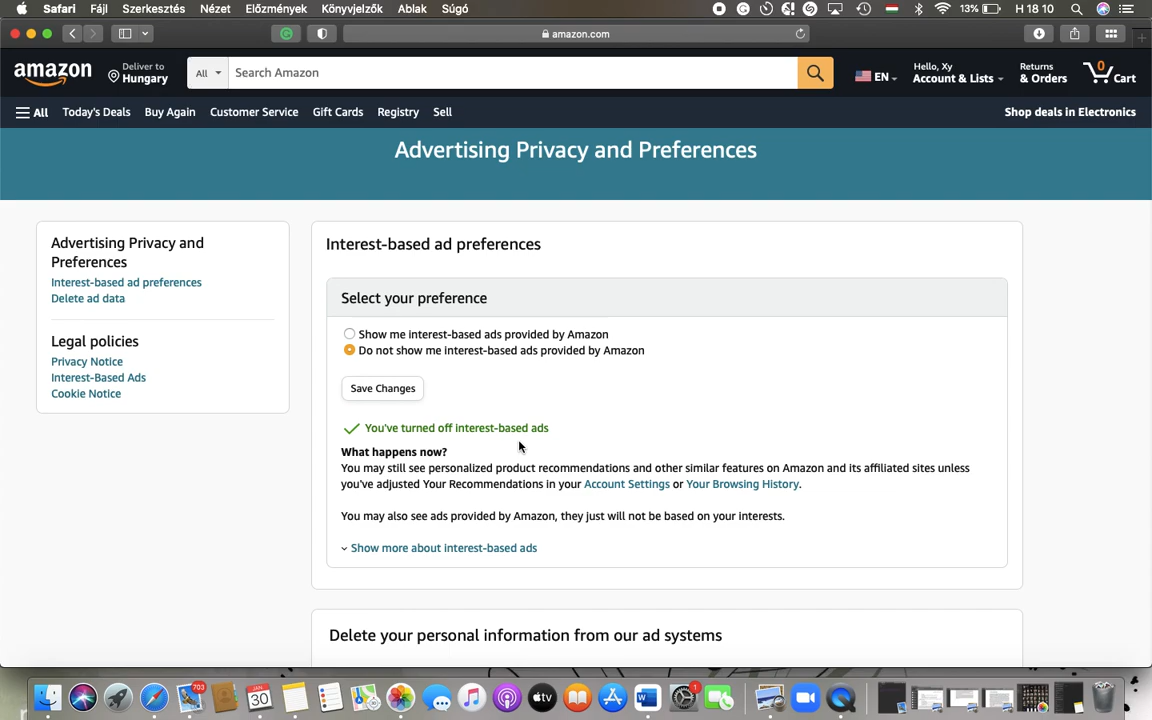 Safari Fájl Szerkesztés Nézet Előzmények Könyvjelzők Ablak Súgó 13% H 18 10
amazon.com
amazon Deliver to Hungary All Search Amazon EN Hello, Xy Account & Lists Returns & Orders 0 Cart
All Today's Deals Buy Again Customer Service Gift Cards Registry Sell Shop deals in Electronics
Advertising Privacy and Preferences
Advertising Privacy and
Preferences
Interest-based ad preferences
Delete ad data
Legal policies
Privacy Notice
Interest-Based Ads
Cookie Notice
Interest-based ad preferences
Select your preference
Show me interest-based ads provided by Amazon
Do not show me interest-based ads provided by Amazon
Save Changes
You've turned off interest-based ads
What happens now?
You may still see personalized product recommendations and other similar features on Amazon and its affiliated sites unless
you've adjusted Your Recommendations in your Account Settings or Your Browsing History.
You may also see ads provided by Amazon, they just will not be based on your interests.
Show more about interest-based ads
Delete your personal information from our ad systems
703 JAN 30 tv W 1